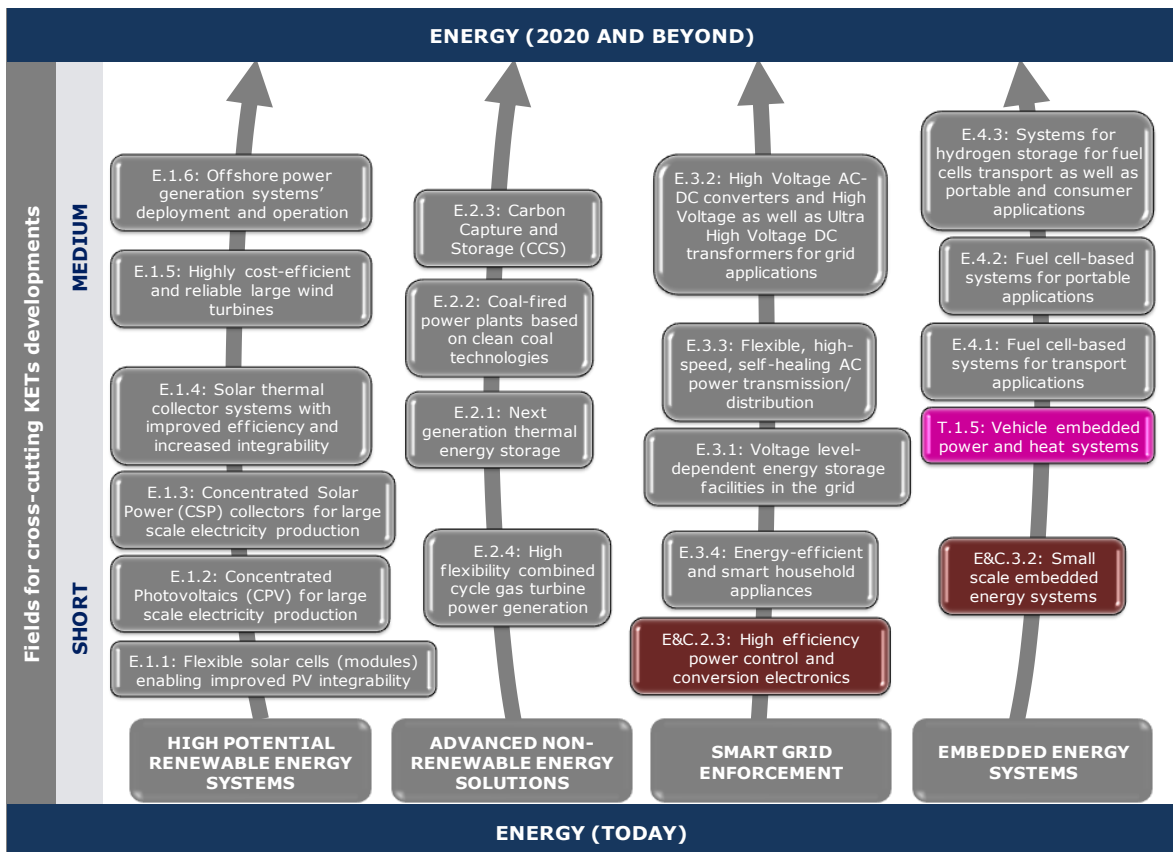 ENERGY (2020 AND BEYOND)
Fields for cross-cutting KETs developments
MEDIUM
SHORT
E.1.6: Offshore power
generation systems’
deployment and operation
E.1.5: Highly cost-efficient
and reliable large wind
turbines
E.1.4: Solar thermal
collector systems with
improved efficiency and
increased integrability
E.1.3: Concentrated Solar
Power (CSP) collectors for large
scale electricity production
E.1.2: Concentrated
Photovoltaics (CPV) for large
scale electricity production
E.1.1: Flexible solar cells (modules)
enabling improved PV integrability
HIGH POTENTIAL
RENEWABLE ENERGY
SYSTEMS
E.2.3: Carbon
Capture and
Storage (CCS)
E.2.2: Coal-fired
power plants based
on clean coal
technologies
E.2.1: Next
generation thermal
energy storage
E.2.4: High
flexibility combined
cycle gas turbine
power generation
ADVANCED NON-
RENEWABLE ENERGY
SOLUTIONS
E.3.2: High Voltage AC-
DC converters and High
Voltage as well as Ultra
High Voltage DC
transformers for grid
applications
E.3.3: Flexible, high-
speed, self-healing AC
power transmission/
distribution
E.3.1: Voltage level-
dependent energy storage
facilities in the grid
E.3.4: Energy-efficient
and smart household
appliances
E&C.2.3: High efficiency
power control and
conversion electronics
SMART GRID
ENFORCEMENT
E.4.3: Systems for
hydrogen storage for fuel
cells transport as well as
portable and consumer
applications
E.4.2: Fuel cell-based
systems for portable
applications
E.4.1: Fuel cell-based
systems for transport
applications
T.1.5: Vehicle embedded
power and heat systems
E&C.3.2: Small
scale embedded
energy systems
EMBEDDED ENERGY
SYSTEMS
ENERGY (TODAY)